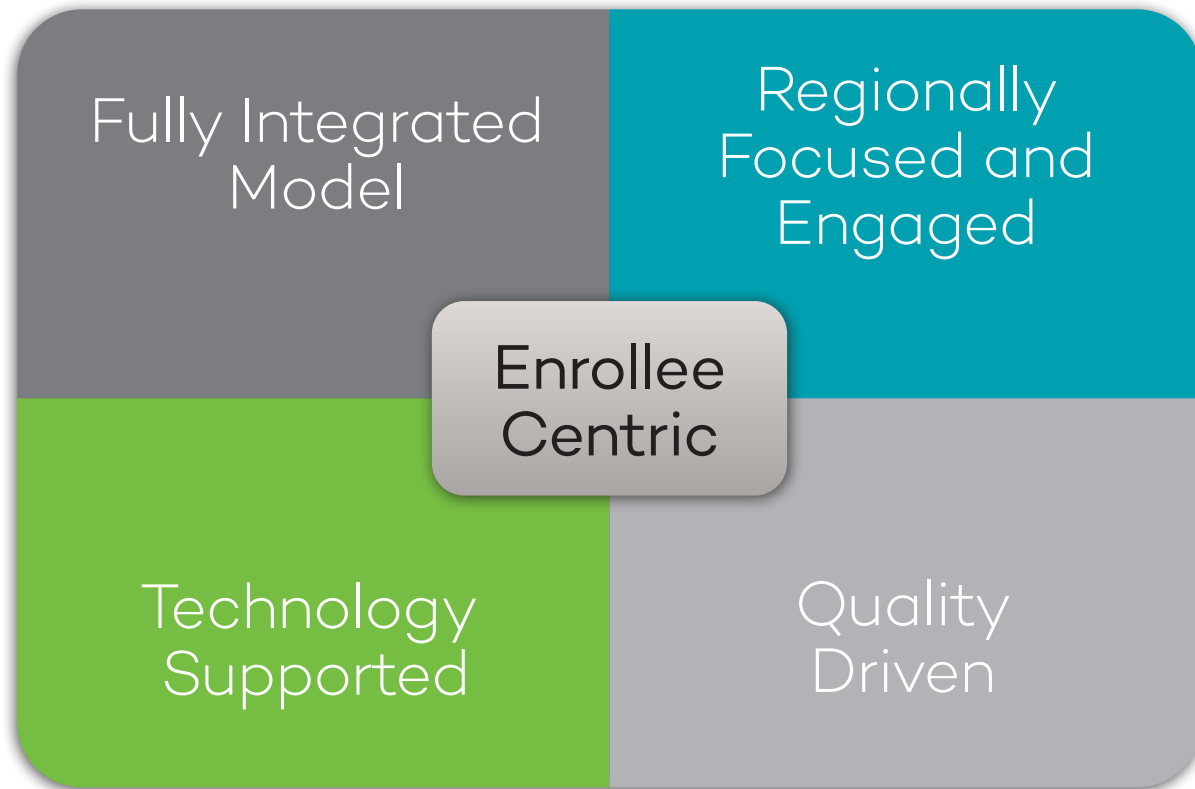 Fully Integrated
Model
Regionally
Focused and
Engaged
Enrollee
Centric
Technology
Supported
Quality
Driven